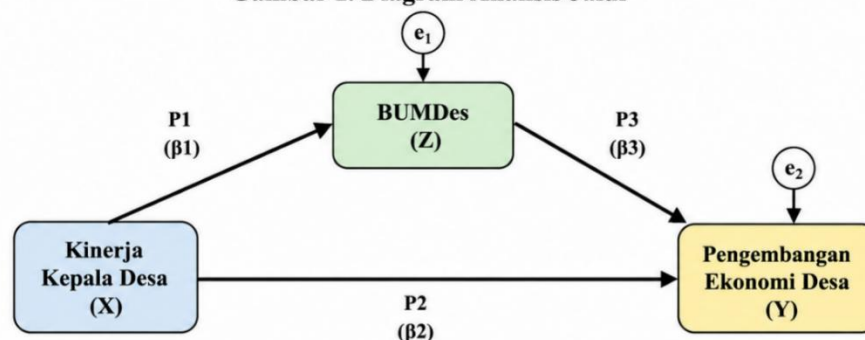 e₁
BUMDes
(Z)
P1
(β1)
P3
(β3)
e₂
Kinerja
Kepala Desa
(X)
Pengembangan
Ekonomi Desa
(Y)
P2
(β2)